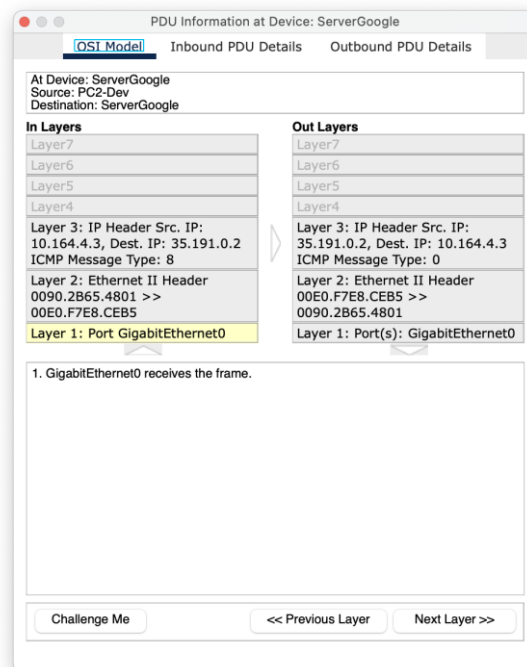 PDU Information at Device: ServerGoogle
OSI Model Inbound PDU Details Outbound PDU Details
At Device: ServerGoogle
Source: PC2-Dev
Destination: ServerGoogle
In Layers
Layer7
Layer6
Layer5
Layer4
Layer 3: IP Header Src. IP:
10.164.4.3, Dest. IP: 35.191.0.2
ICMP Message Type: 8
Layer 2: Ethernet II Header
0090.2B65.4801 >>
00E0.F7E8.CEB5
Layer 1: Port GigabitEthernet0
Out Layers
Layer7
Layer6
Layer5
Layer4
Layer 3: IP Header Src. IP:
35.191.0.2, Dest. IP: 10.164.4.3
ICMP Message Type: 0
Layer 2: Ethernet II Header
00E0.F7E8.CEB5 >>
0090.2B65.4801
Layer 1: Port(s): GigabitEthernet0
1. GigabitEthernet0 receives the frame.
Challenge Me << Previous Layer Next Layer >>